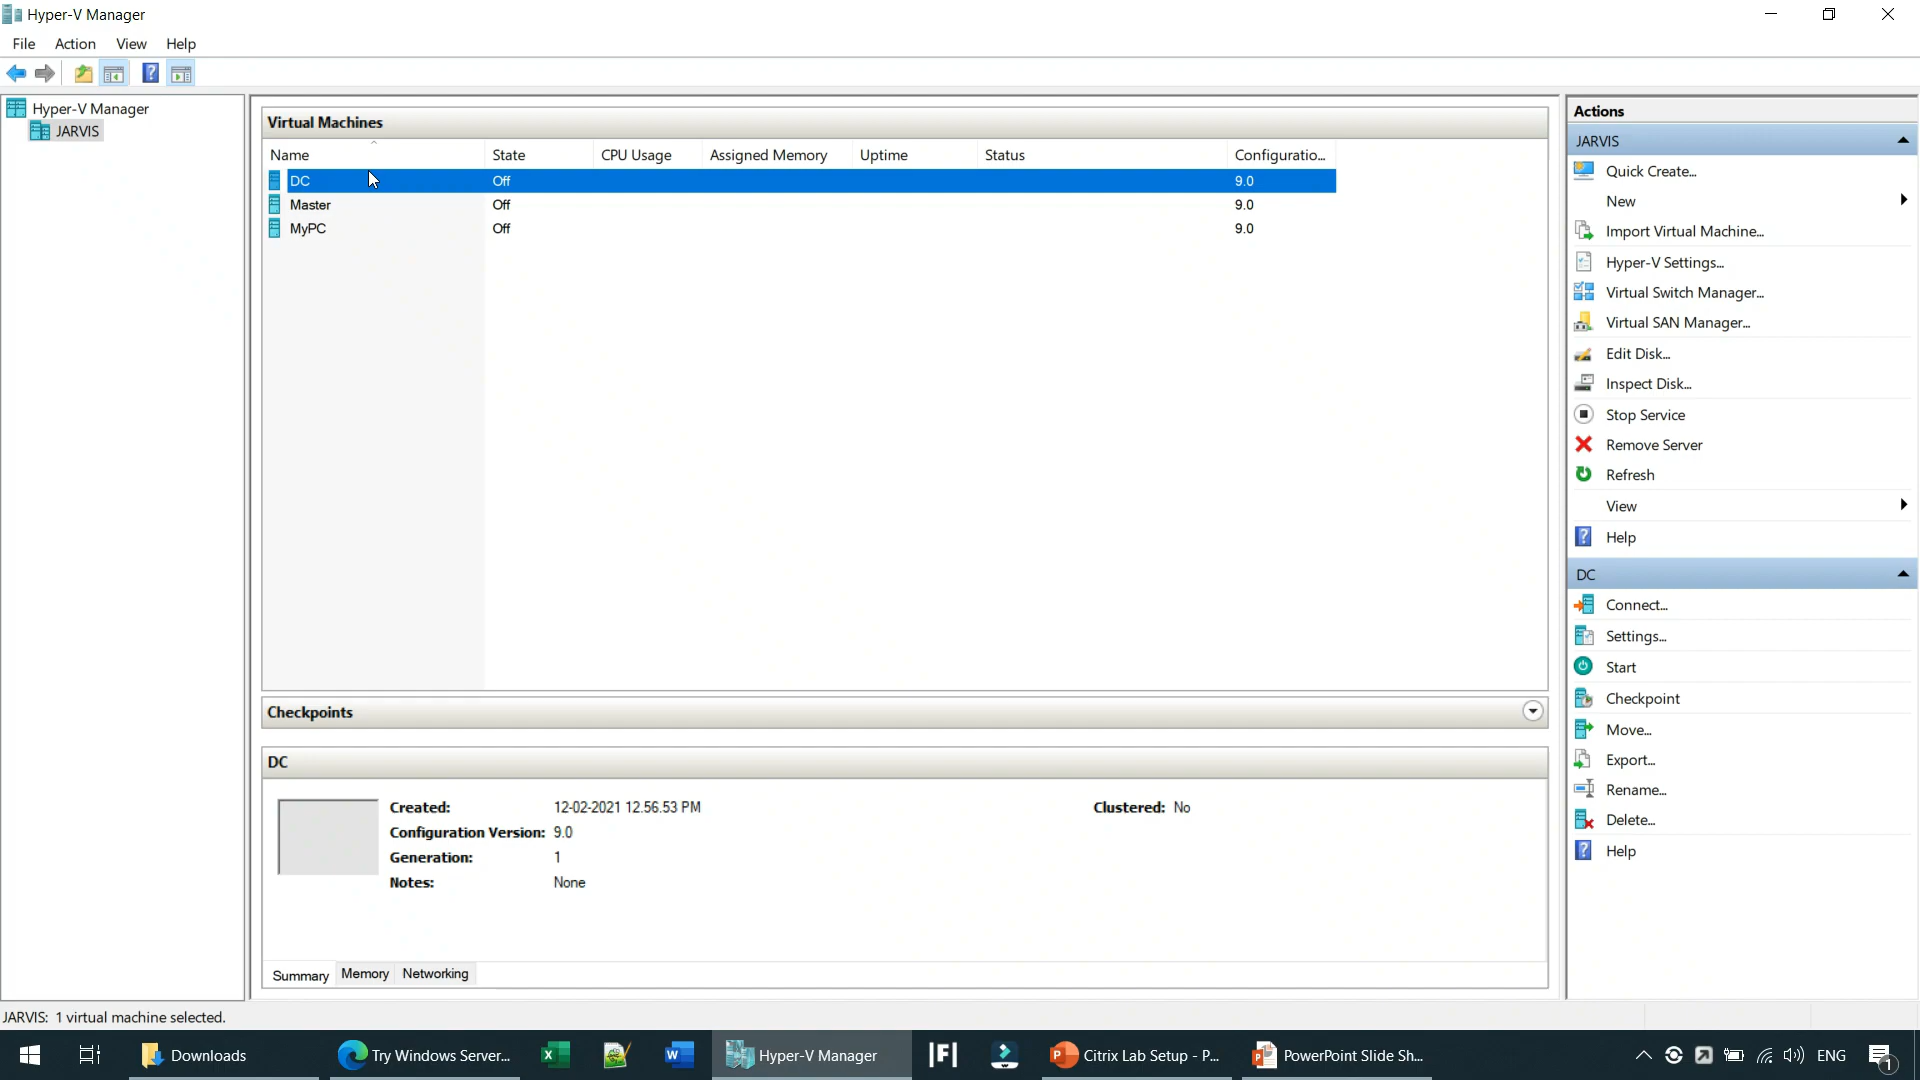 Hyper-V Manager
File Action View Help
Hyper-V Manager
JARVIS
Virtual Machines
Name State CPU Usage Assigned Memory Uptime Status Configuratio...
DC Off 9.0
Master Off 9.0
MyPC Off 9.0
Checkpoints
DC
Created: 12-02-2021 12.56.53 PM Clustered: No
Configuration Version: 9.0
Generation: 1
Notes: None
Summary Memory Networking
Actions
JARVIS
Quick Create...
New
Import Virtual Machine...
Hyper-V Settings...
Virtual Switch Manager...
Virtual SAN Manager...
Edit Disk...
Inspect Disk...
Stop Service
Remove Server
Refresh
View
Help
DC
Connect...
Settings...
Start
Checkpoint
Move...
Export...
Rename...
Delete...
Help
JARVIS: 1 virtual machine selected.
Downloads Try Windows Server... Hyper-V Manager Citrix Lab Setup - P... PowerPoint Slide Sh... ENG 1